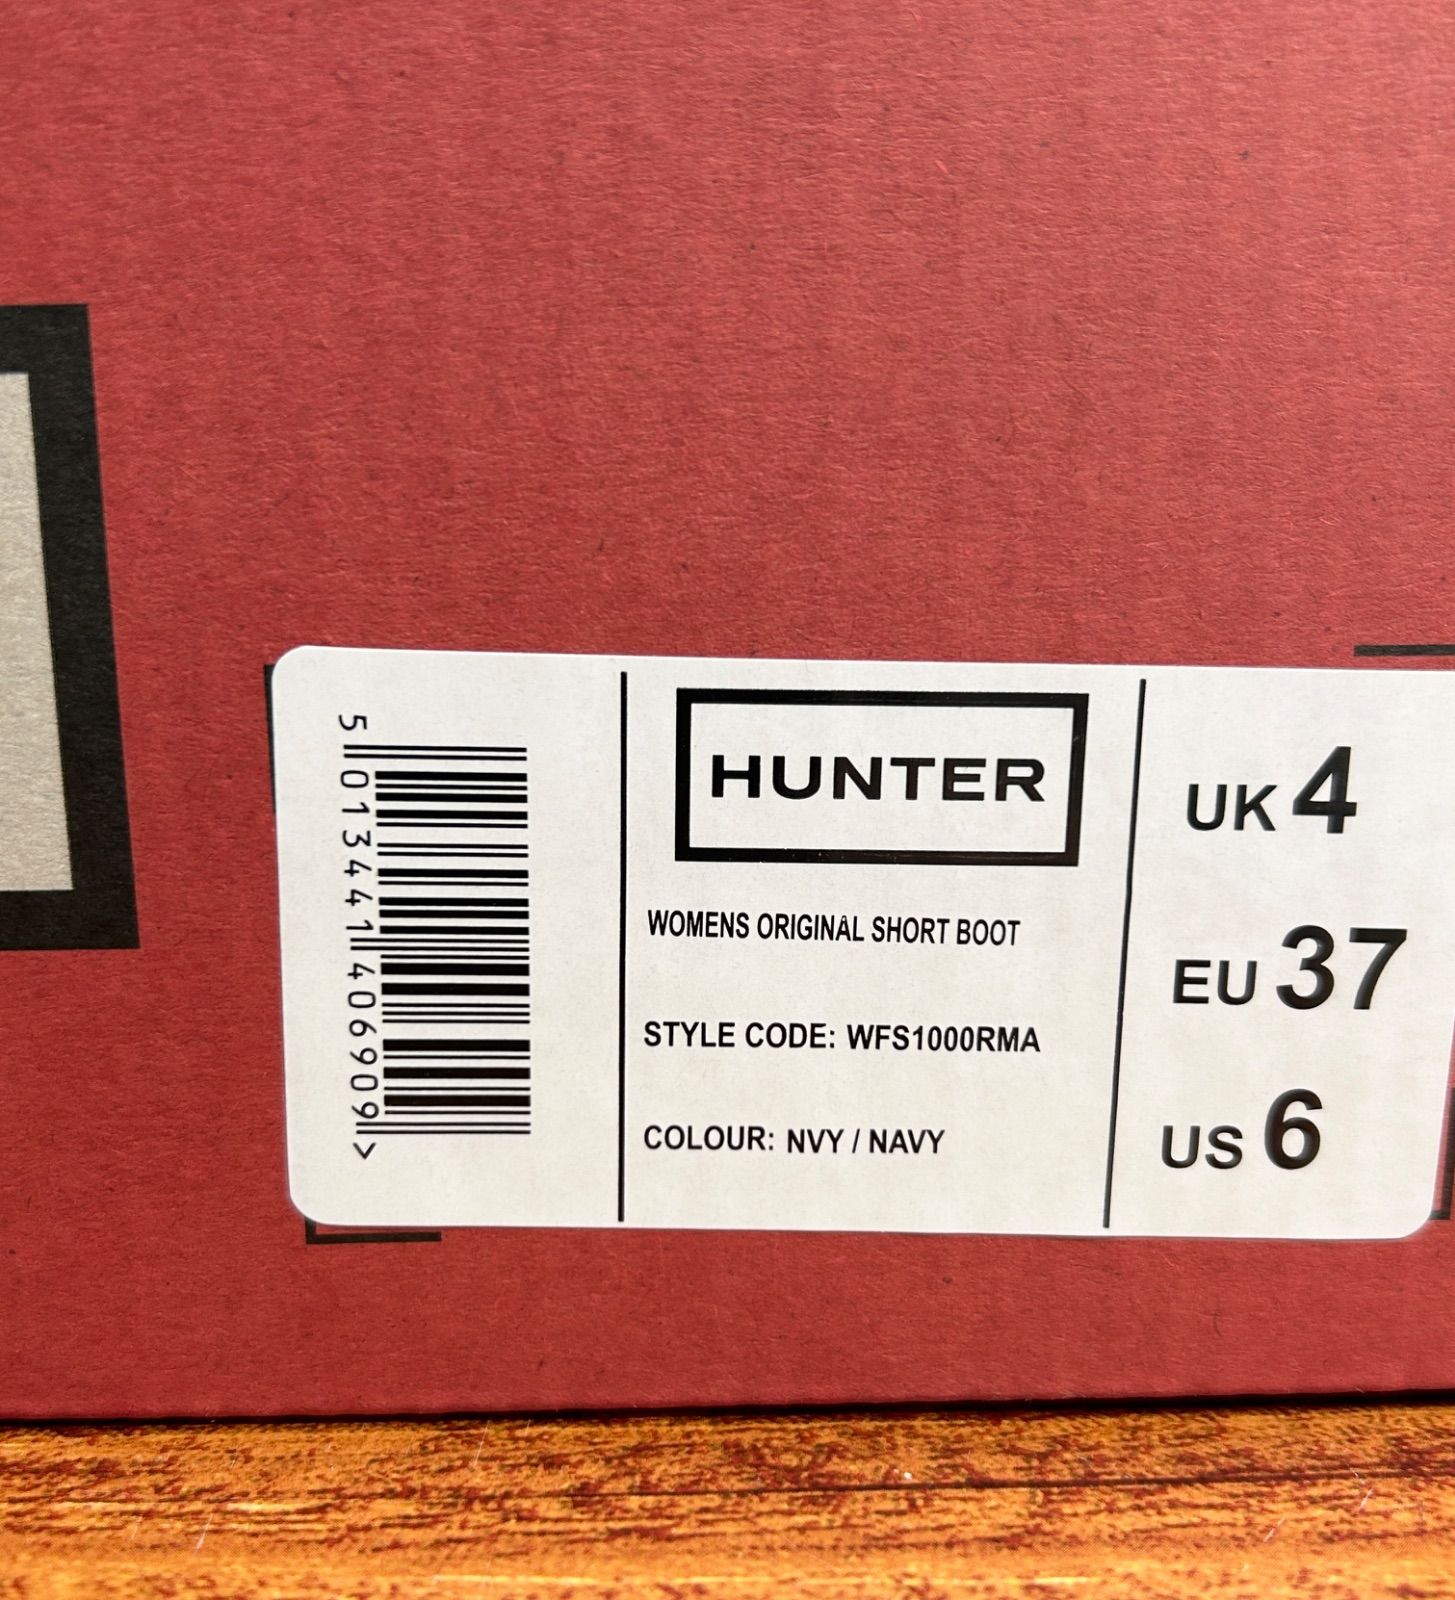 5 013441 406909 >
HUNTER
WOMENS ORIGINAL SHORT BOOT
STYLE CODE: WFS1000RMA
COLOUR: NVY / NAVY
UK 4
EU 37
US 6